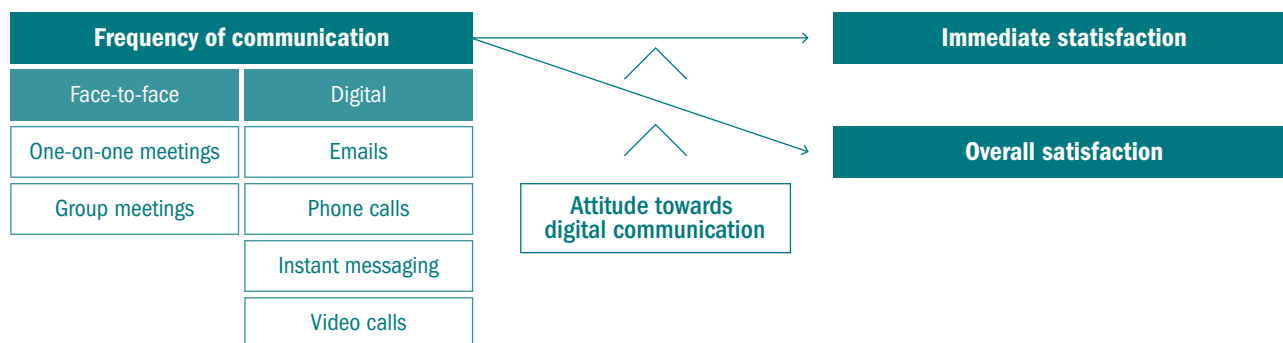 Frequency of communication
Immediate statisfaction
Face-to-face
Digital
One-on-one meetings
Emails
Overall satisfaction
Group meetings
Phone calls
Attitude towards
digital communication
Instant messaging
Video calls